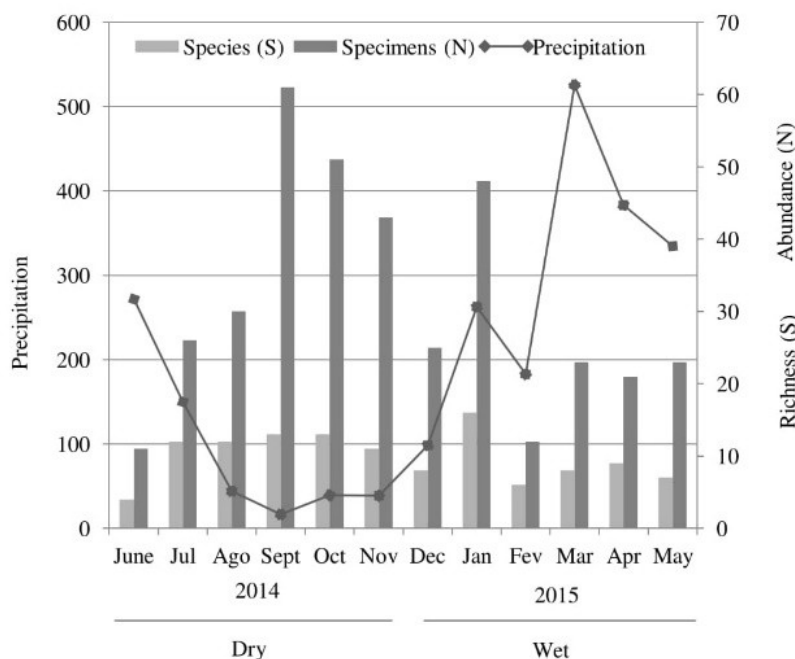 Species (S) Specimens (N) Precipitation
Precipitation
600
500
400
300
200
100
0
70
60
50
40
30
20
10
0
Abundance (N)
Richness (S)
June Jul Ago Sept Oct Nov Dec Jan Fev Mar Apr May
2014 2015
Dry Wet